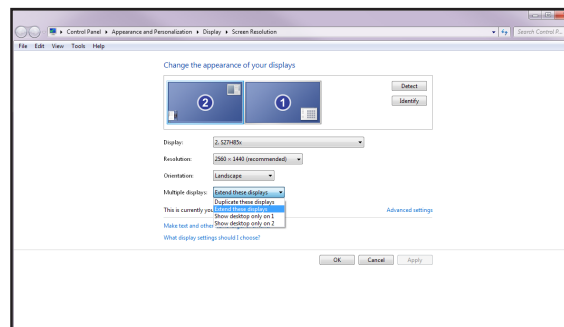 Control Panel ▸ Appearance and Personalization ▸ Display ▸ Screen Resolution
Search Control P...
File Edit View Tools Help
Change the appearance of your displays
2
1
Detect
Identify
Display: 2. S27H85x
Resolution: 2560 × 1440 (recommended)
Orientation: Landscape
Multiple displays: Extend these displays
Duplicate these displays
This is currently you Extend these displays Advanced settings
Show desktop only on 1
Make text and othe Show desktop only on 2
What display settings should I choose?
OK Cancel Apply